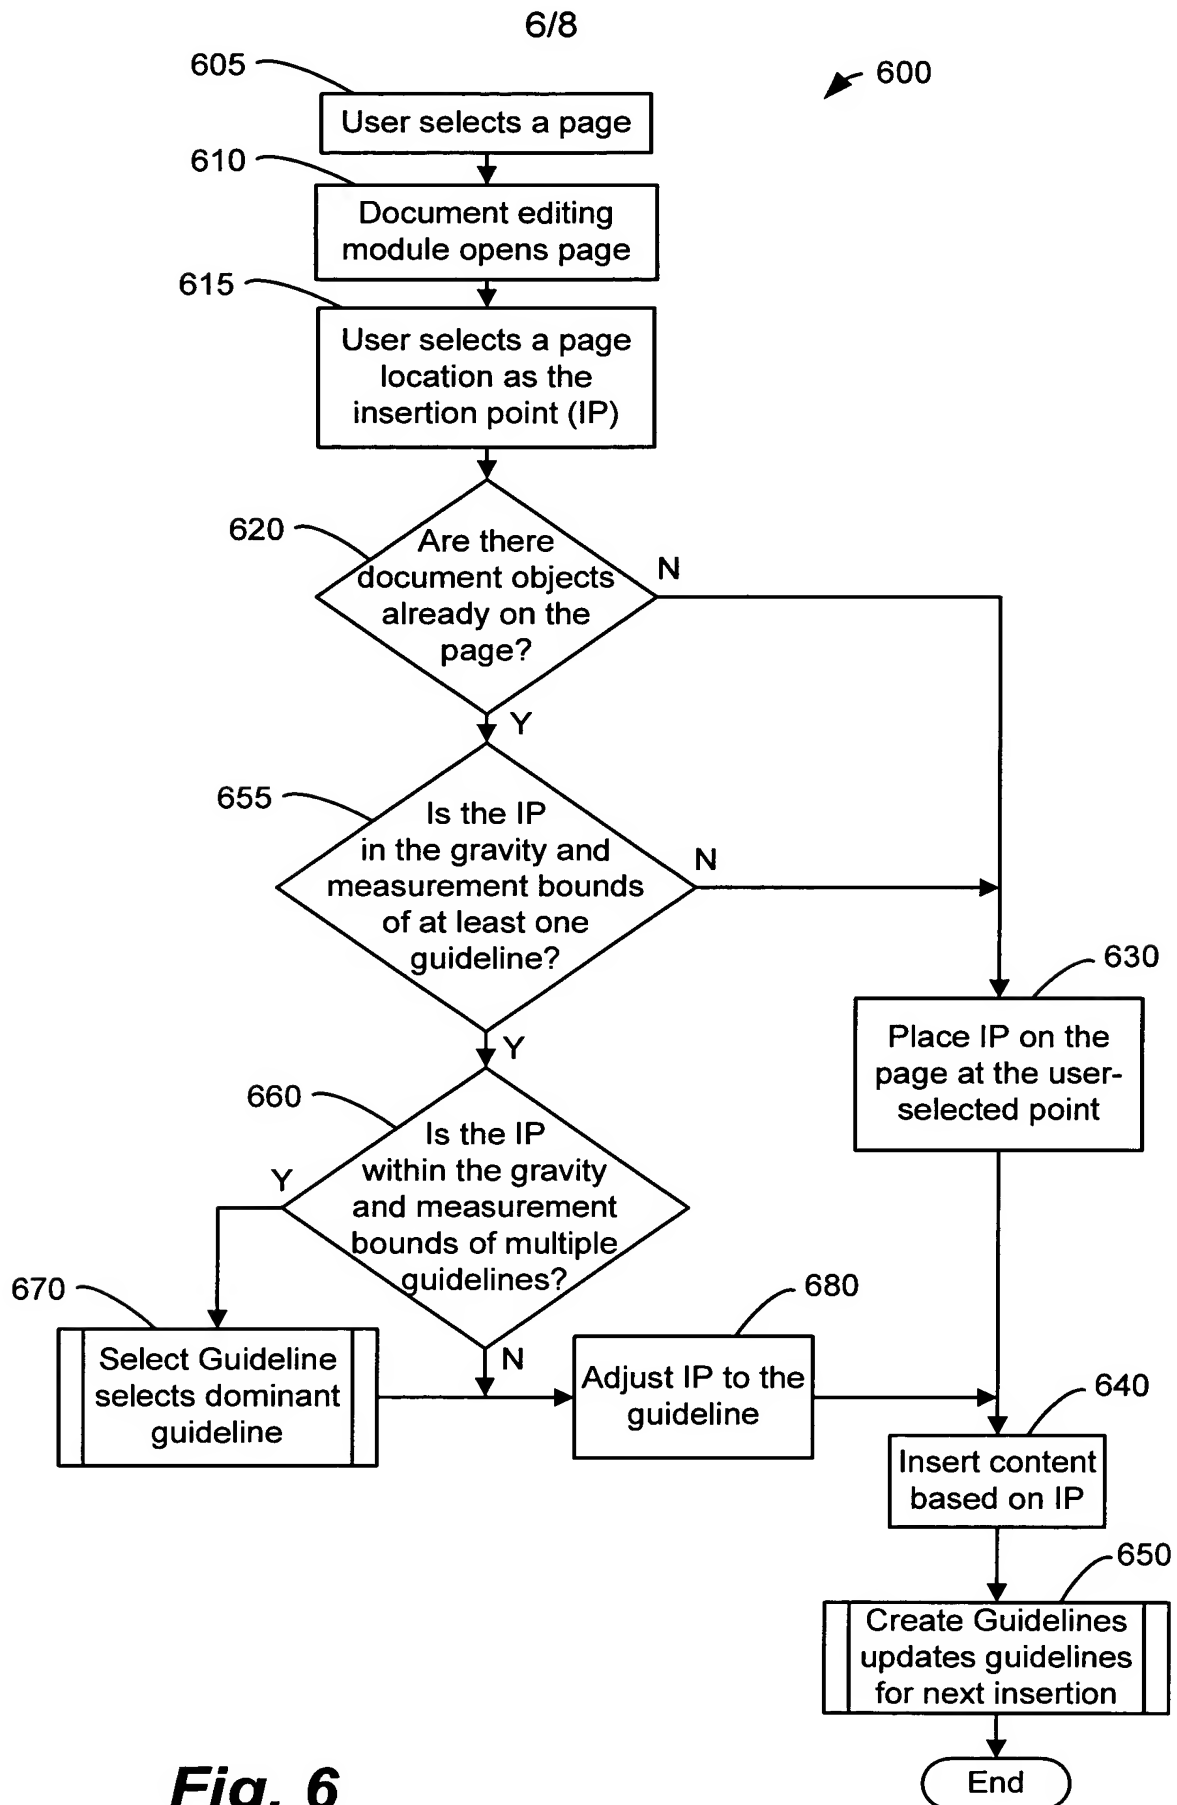 6/8
600
605
User selects a page
610
Document editing
module opens page
615
User selects a page
location as the
insertion point (IP)
620
Are there
document objects
already on the
page?
N
Y
655
Is the IP
in the gravity and
measurement bounds
of at least one
guideline?
N
Y
630
Place IP on the
page at the user-
selected point
660
Is the IP
within the gravity
and measurement
bounds of multiple
guidelines?
Y
N
670
Select Guideline
selects dominant
guideline
680
Adjust IP to the
guideline
640
Insert content
based on IP
650
Create Guidelines
updates guidelines
for next insertion
End
Fig. 6